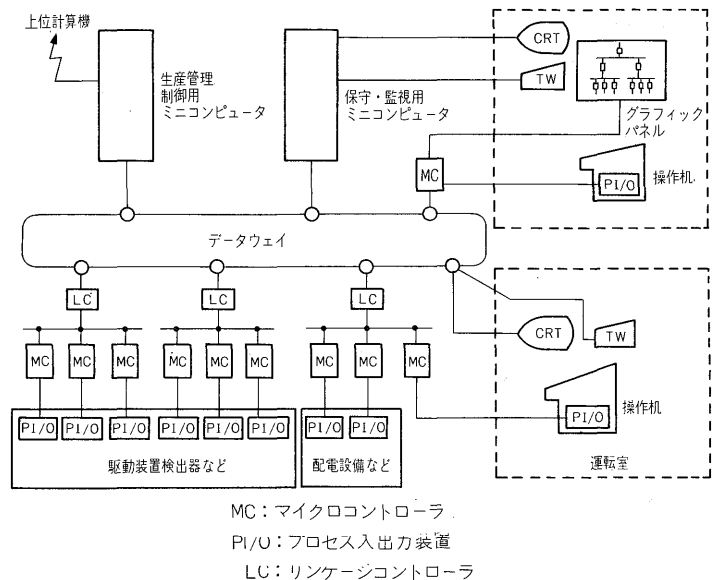 上位計算機
生産管理
制御用
ミニコンピュータ
保守・監視用
ミニコンピュータ
CRT
TW
グラフィック
パネル
MC
PI/O
操作机
データウェイ
LC
LC
LC
MC
MC
MC
MC
MC
MC
MC
MC
MC
CRT
TW
PI/O
操作机
PI/O
PI/O
PI/O
PI/O
PI/O
PI/O
PI/O
PI/O
駆動装置検出器など
配電設備など
運転室
MC：マイクロコントローラ
PI/O：プロセス入出力装置
LC：リンケージコントローラ